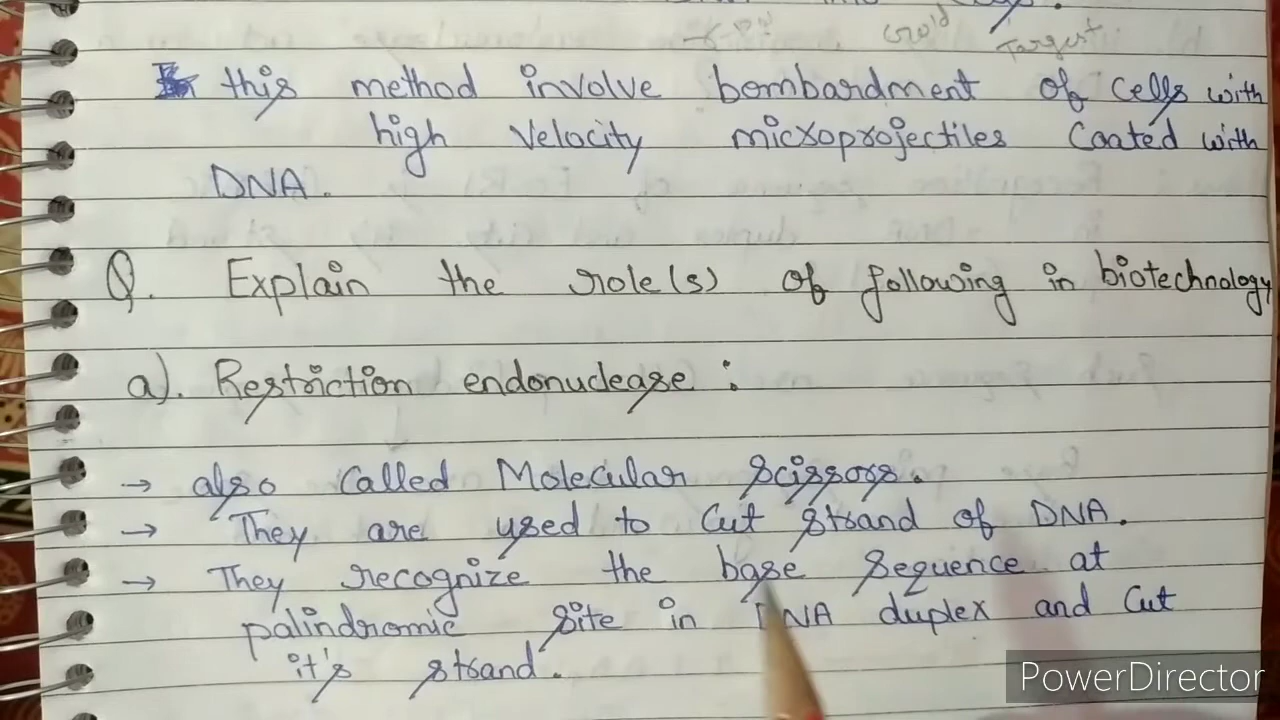 this method involve bombardment of cells with
high velocity microprojectiles Coated with
DNA.
Q. Explain the role(s) of following in biotechnology
a). Restriction endonuclease :
→ also Called Molecular Scissors.
→ They are used to Cut strand of DNA.
→ They recognize the base sequence at
palindromic site in DNA duplex and Cut
it's strand.
PowerDirector